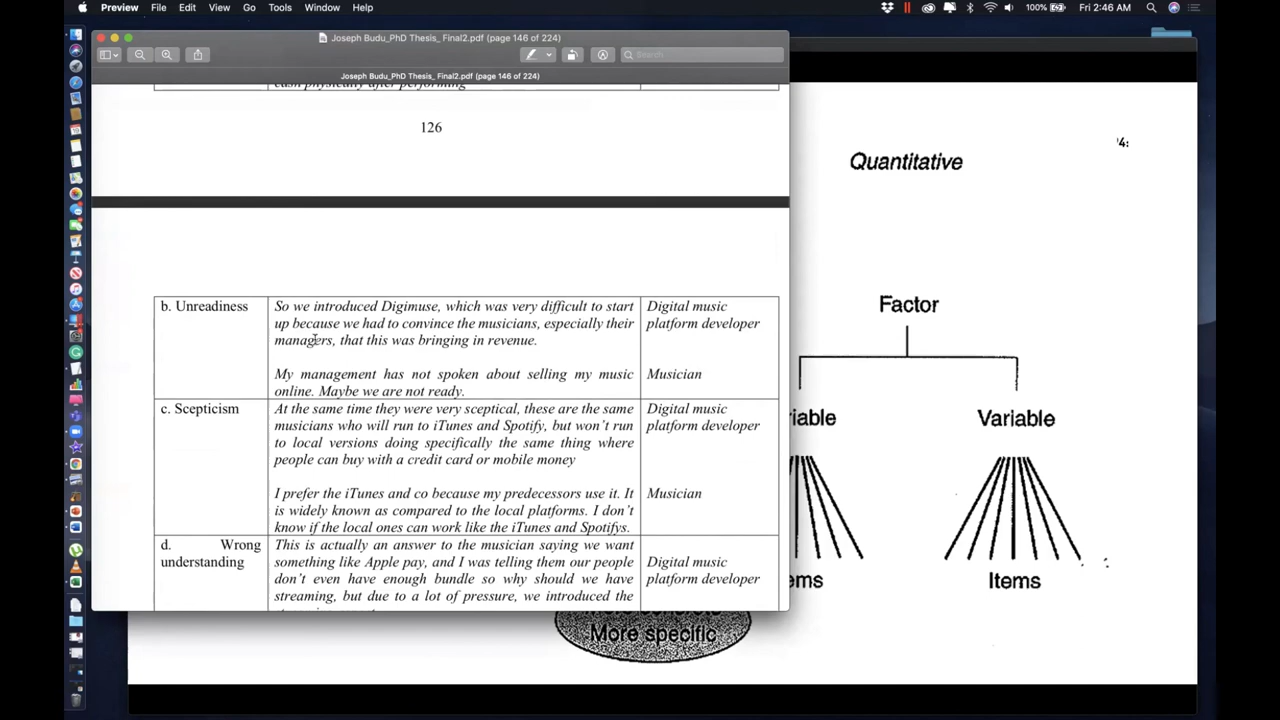 Preview File Edit View Go Tools Window Help 100% Fri 2:46 AM
Joseph Budu_PhD Thesis_ Final2.pdf (page 146 of 224)
Search
Joseph Budu_PhD Thesis_ Final2.pdf (page 146 of 224)
cash physically after performing
126
b. Unreadiness
So we introduced Digimuse, which was very difficult to start
up because we had to convince the musicians, especially their
managers, that this was bringing in revenue.
Digital music
platform developer
My management has not spoken about selling my music
online. Maybe we are not ready.
Musician
c. Scepticism
At the same time they were very sceptical, these are the same
musicians who will run to iTunes and Spotify, but won't run
to local versions doing specifically the same thing where
people can buy with a credit card or mobile money
Digital music
platform developer
I prefer the iTunes and co because my predecessors use it. It
is widely known as compared to the local platforms. I don't
know if the local ones can work like the iTunes and Spotifys.
Musician
d. Wrong
understanding
This is actually an answer to the musician saying we want
something like Apple pay, and I was telling them our people
don't even have enough bundle so why should we have
streaming, but due to a lot of pressure, we introduced the
Digital music
platform developer
Quantitative
'4:
Factor
riable
Variable
ems
Items
More specific